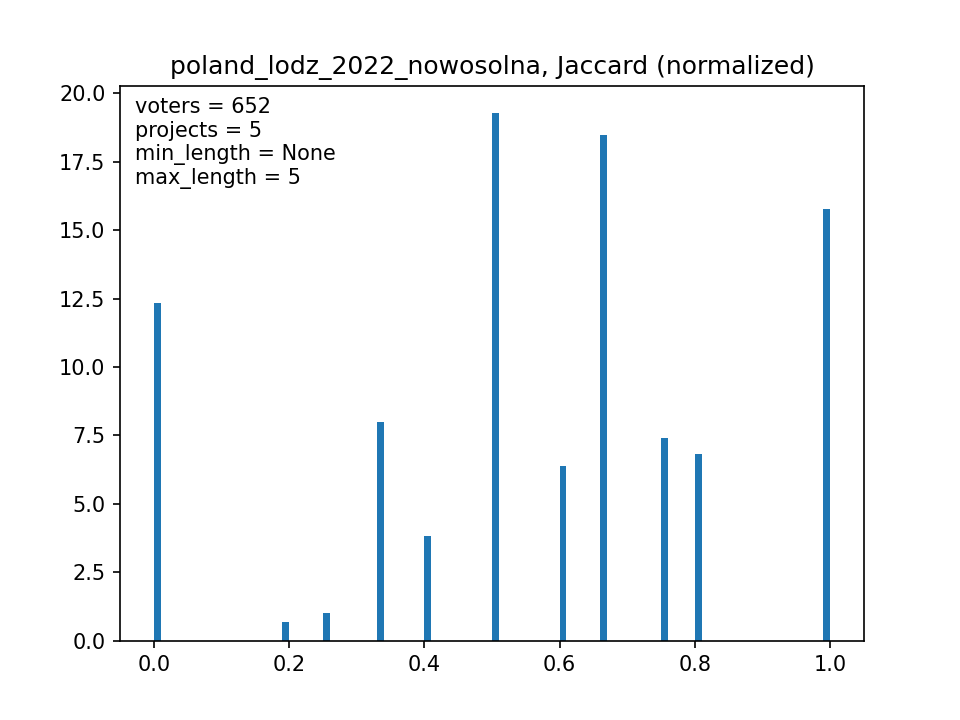 poland_lodz_2022_nowosolna, Jaccard (normalized)
voters = 652
projects = 5
min_length = None
max_length = 5
20.0
17.5
15.0
12.5
10.0
7.5
5.0
2.5
0.0
0.0 0.2 0.4 0.6 0.8 1.0